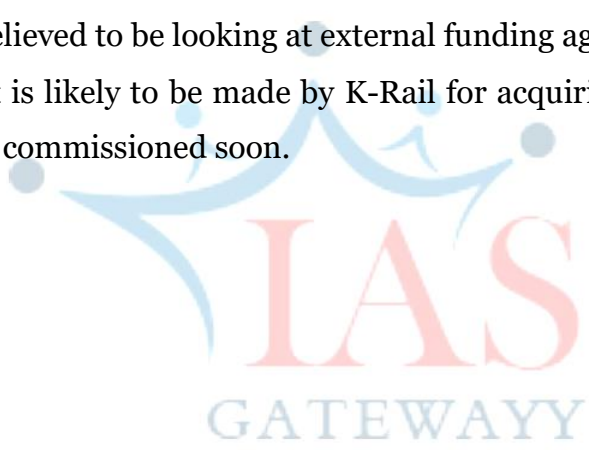 elieved to be looking at external funding ag
is likely to be made by K-Rail for acquiri
commissioned soon.
IAS
GATEWAYY